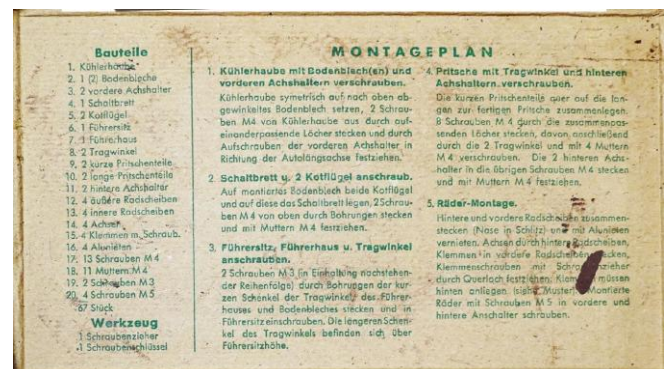 Bauteile
1. Kühlerhaube
2. 1 (2) Bodenbleche
3. 2 vordere Achshalter
4. 1 Schaltbrett
5. 2 Kotflügel
6. 1 Führersitz
7. 1 Führerhaus
8. 2 Tragwinkel
9. 2 kurze Pritschenteile
10. 2 lange Pritschenteile
11. 2 hintere Achshalter
12. 4 äußere Radscheiben
13. 4 innere Radscheiben
14. 4 Achsen
15. 4 Klemmen m. Schraub.
16. 4 Alunieten
17. 13 Schrauben M 4
18. 11 Muttern M 4
19. 2 Schrauben M 3
20. 4 Schrauben M 5
67 Stück
Werkzeug
1 Schraubenzieher
1 Schraubenschlüssel
MONTAGEPLAN
1. Kühlerhaube mit Bodenblech(en) und
vorderen Achshaltern verschrauben.
Kühlerhaube symetrisch auf nach oben ab-
gewinkeltes Bodenblech setzen, 2 Schrau-
ben M4 von Kühlerhaube aus durch auf-
einanderpassende Löcher stecken und durch
Aufschrauben der vorderen Achshalter in
Richtung der Autolängsachse festziehen.
2. Schaltbrett u. 2 Kotflügel anschraub.
Auf montiertes Bodenblech beide Kotflügel
und auf diese das Schaltbrett legen, 2 Schrau-
ben M 4 von oben durch Bohrungen stecken
und mit Muttern M 4 festziehen.
3. Führersitz, Führerhaus u. Tragwinkel
anschrauben.
2 Schrauben M 3 (in Einhaltung nachstehen-
der Reihenfolge) durch Bohrungen der kur-
zen Schenkel der Tragwinkel, des Führer-
hauses und Bodenbleches stecken und in
Führersitz einschrauben. Die längeren Schen-
kel des Tragwinkels befinden sich über
Führersitzhöhe.
4. Pritsche mit Tragwinkel und hinteren
Achshaltern verschrauben.
Die kurzen Pritschenteile quer auf die lan-
gen zur fertigen Pritsche zusammenlegen.
8 Schrauben M 4 durch die zusammenpas-
senden Löcher stecken, davon anschließend
durch die 2 Tragwinkel und mit 4 Muttern
M 4 verschrauben. Die 2 hinteren Achs-
halter in die übrigen Schrauben M 4 stecken
und mit Muttern M 4 festziehen.
5. Räder-Montage.
Hintere und vordere Radscheiben zusammen-
stecken (Nase in Schlitz) und mit Alunieten
vernieten. Achsen durch hintere Radscheiben,
Klemmen in vordere Radscheiben stecken,
Klemmenschrauben mit Schraubenzieher
durch Querloch festziehen. Klemmen müssen
hinten anliegen (siehe Muster). Montierte
Räder mit Schrauben M 5 in vordere und
hintere Anschalter schrauben.